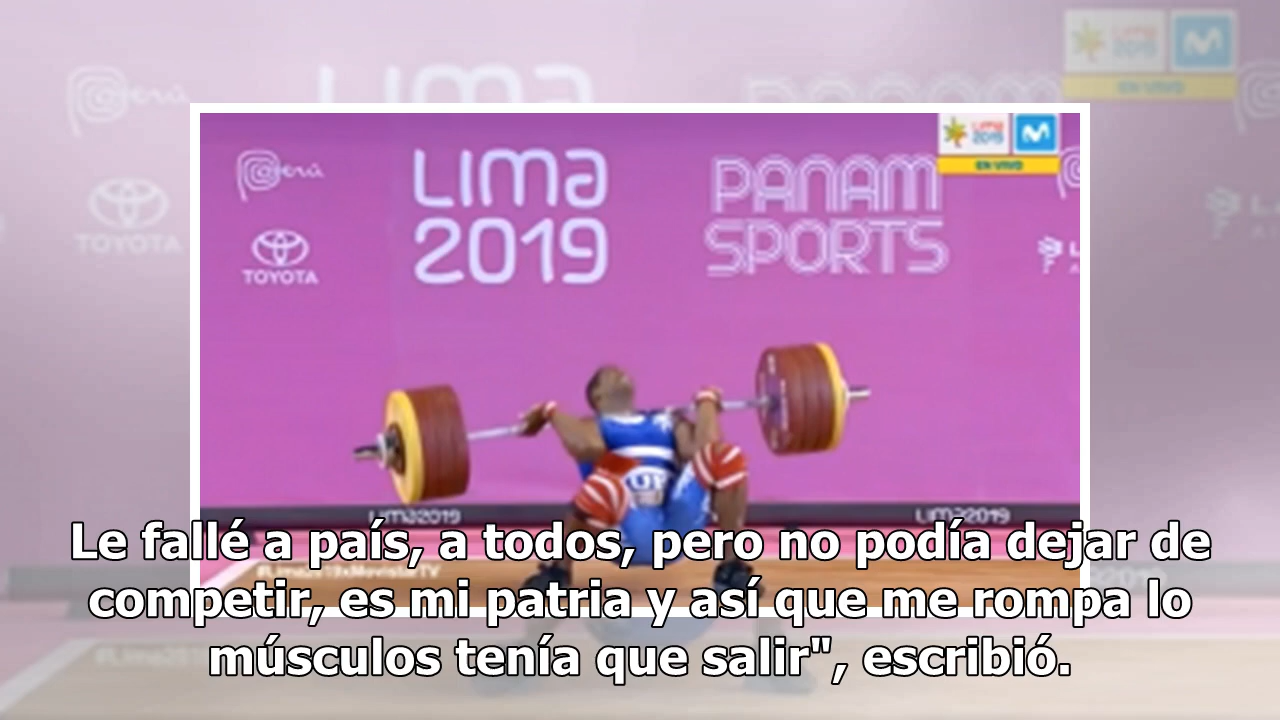 Perú
LIMA
2019
PANAM
SPORTS
TOYOTA
Lima
2019
EN VIVO
LIMA2019
LIMA2019
#Lima2019xMovistarTV
Le fallé a país, a todos, pero no podía dejar de
competir, es mi patria y así que me rompa lo
músculos tenía que salir", escribió.